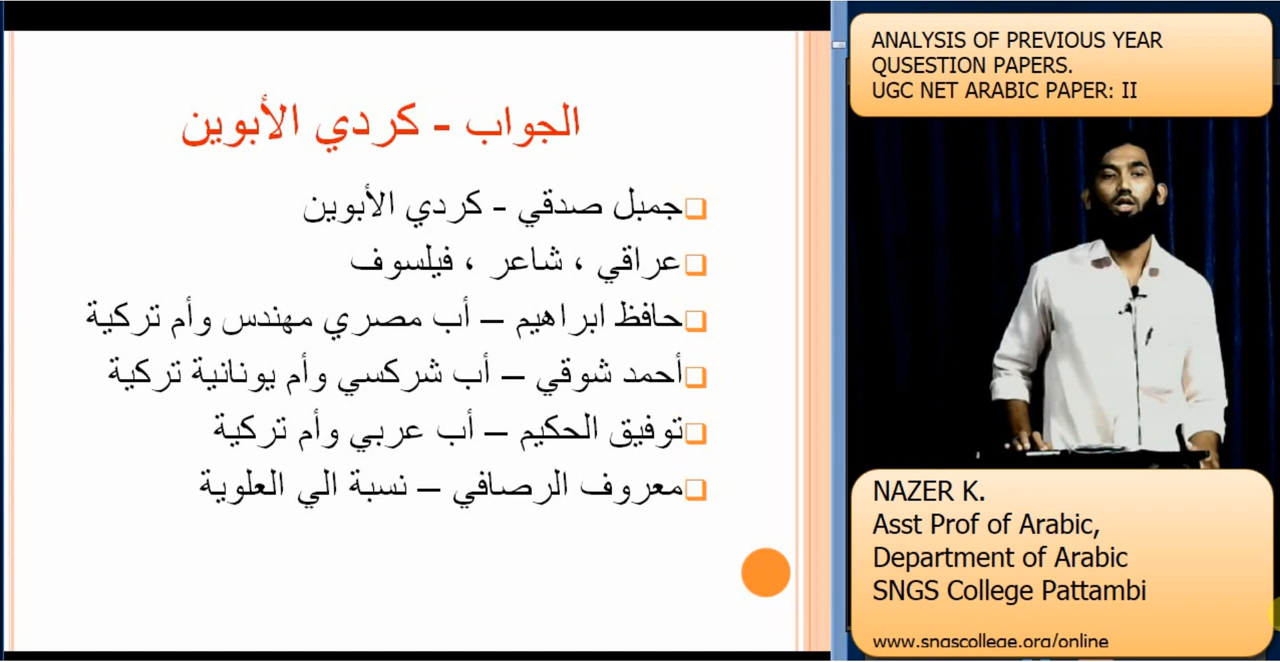 الجواب - كردي الأبوين
جمبل صدقي - كردي الأبوين
عراقي ، شاعر ، فيلسوف
حافظ ابراهيم – أب مصري مهندس وأم تركية
أحمد شوقي – أب شركسي وأم يونانية تركية
توفيق الحكيم – أب عربي وأم تركية
معروف الرصافي – نسبة الي العلوية
ANALYSIS OF PREVIOUS YEAR
QUSESTION PAPERS.
UGC NET ARABIC PAPER: II
NAZER K.
Asst Prof of Arabic,
Department of Arabic
SNGS College Pattambi
www.sngscollege.org/online